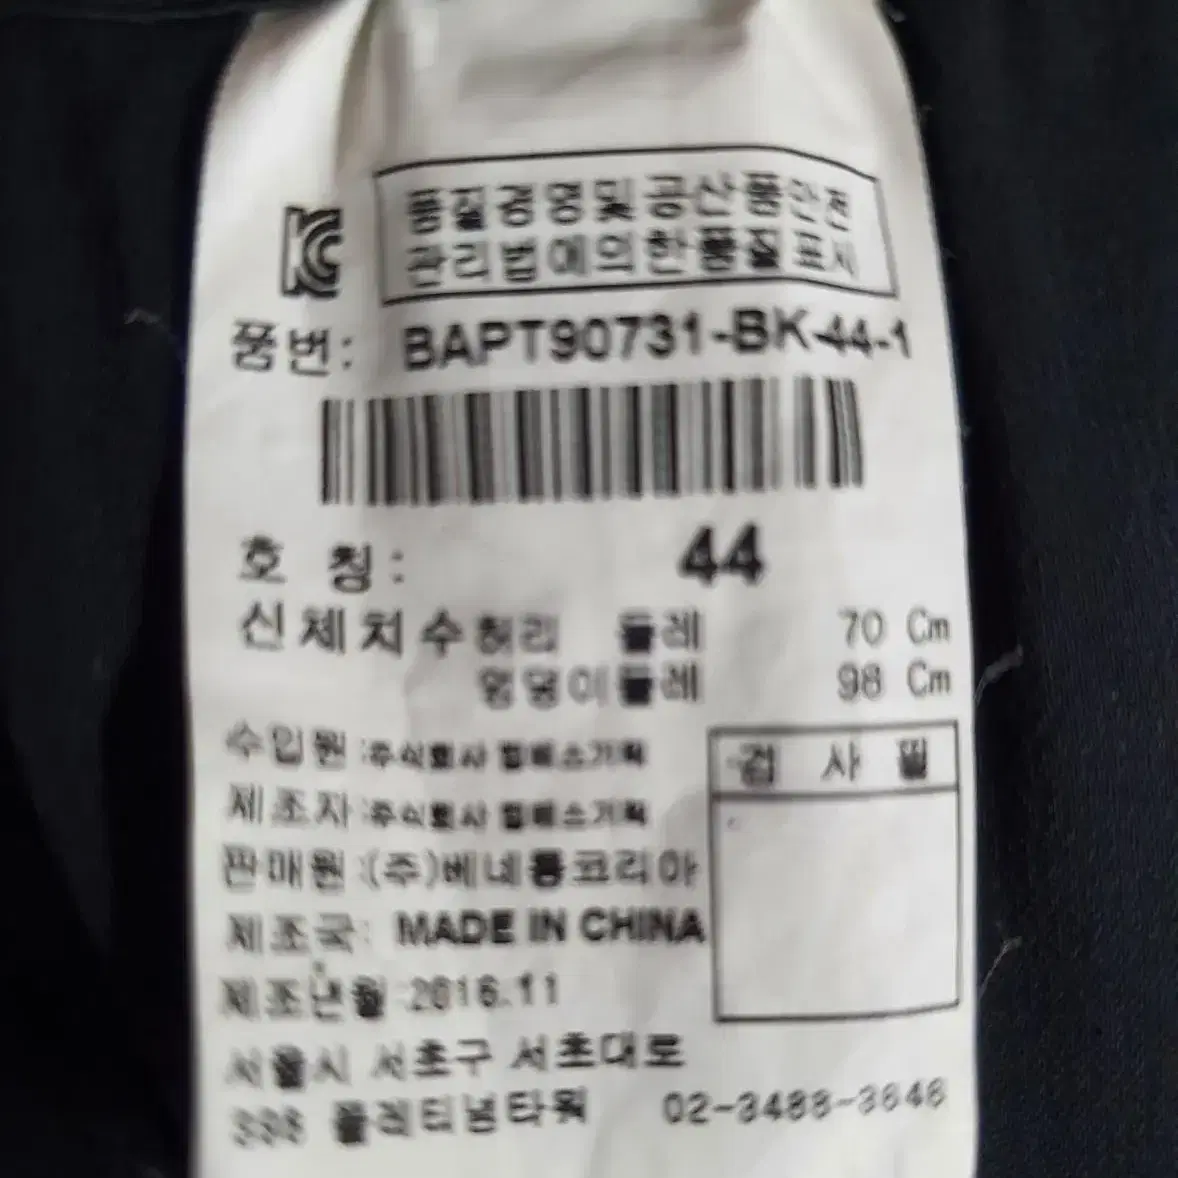 KC
품질경영및공산품안전
관리법에의한품질표시
품번: BAPT90731-BK-44-1
호 칭: 44
신체치수 허리 둘레 70 Cm
엉덩이둘레 98 Cm
수입원 :주식회사
제조자 :주식회사
판매원 :(주)베네통코리아
제조국: MADE IN CHINA
제조년월 :2016.11
서울시 서초구 서초대로
398 플래티넘타워 02-3488-3648
검 사 필